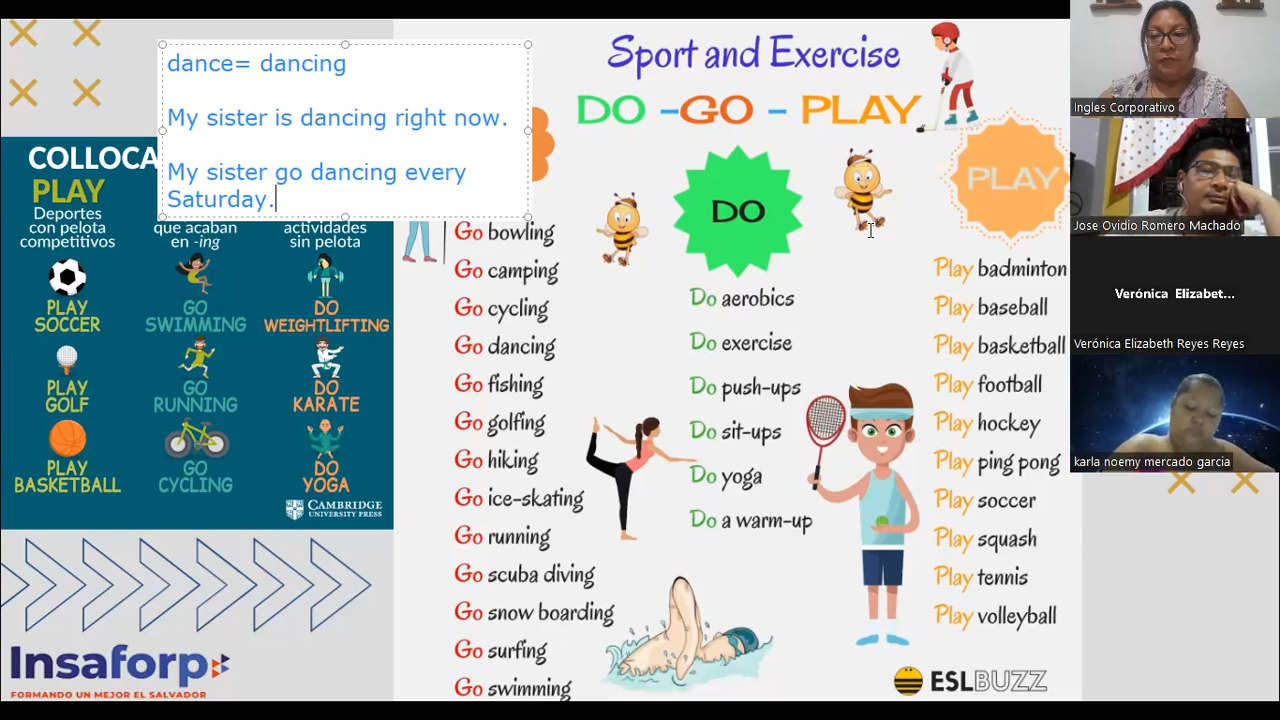 dance= dancing
My sister is dancing right now.
My sister go dancing every
Saturday.
COLLOCA
PLAY
Deportes
con pelota
competitivos
que acaban
en -ing
actividades
sin pelota
PLAY
SOCCER
GO
SWIMMING
DO
WEIGHTLIFTING
PLAY
GOLF
GO
RUNNING
DO
KARATE
PLAY
BASKETBALL
GO
CYCLING
DO
YOGA
CAMBRIDGE
UNIVERSITY PRESS
Insaforp
FORMANDO UN MEJOR EL SALVADOR
Sport and Exercise
DO - GO - PLAY
Go bowling
Go camping
Go cycling
Go dancing
Go fishing
Go golfing
Go hiking
Go ice-skating
Go running
Go scuba diving
Go snow boarding
Go surfing
Go swimming
DO
Do aerobics
Do exercise
Do push-ups
Do sit-ups
Do yoga
Do a warm-up
PLAY
Play badminton
Play baseball
Play basketball
Play football
Play hockey
Play ping pong
Play soccer
Play squash
Play tennis
Play volleyball
ESLBUZZ
Ingles Corporativo
Jose Ovidio Romero Machado
Verónica Elizabet...
Verónica Elizabeth Reyes Reyes
karla noemy mercado garcia